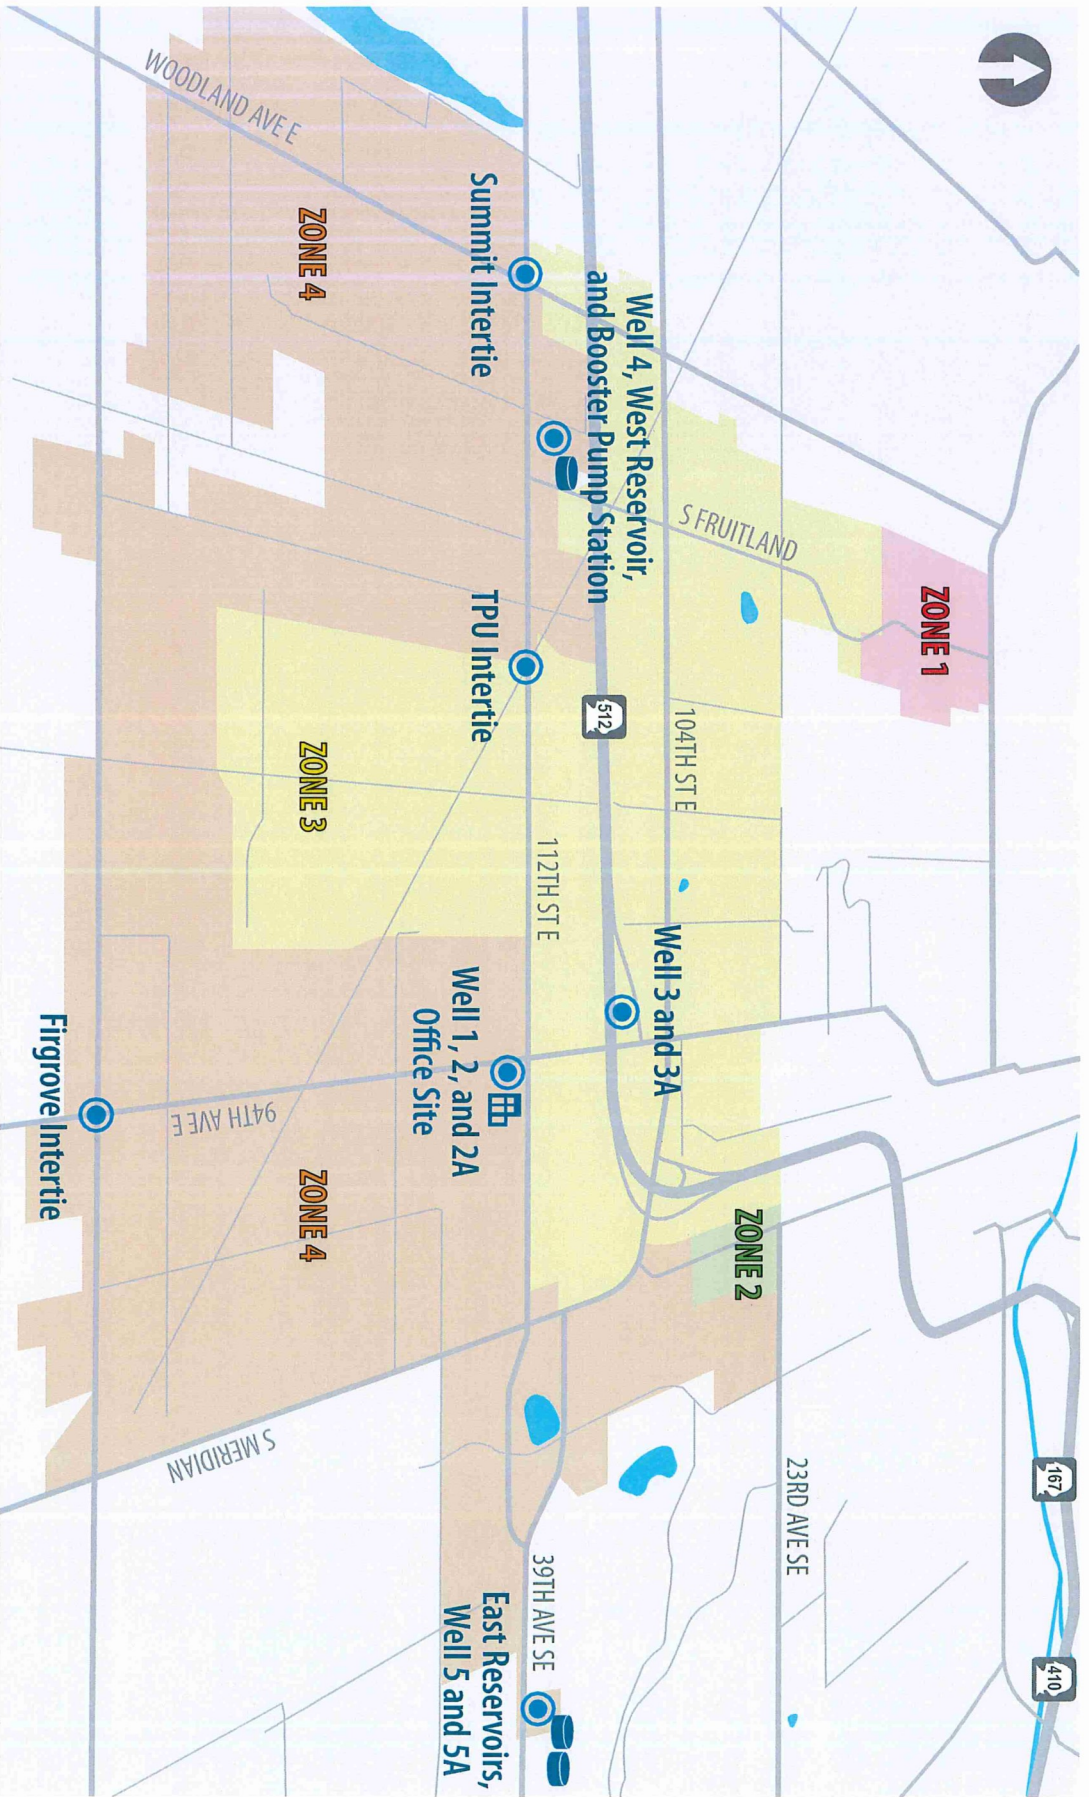 ZONE 1
167
410
23RD AVE SE
ZONE 2
S FRUITLAND
104TH ST E
Well 4, West Reservoir,
and Booster Pump Station
512
Well 3 and 3A
112TH ST E
39TH AVE SE
Summit Intertie
TPU Intertie
Well 1, 2, and 2A
Office Site
East Reservoirs,
Well 5 and 5A
WOODLAND AVE E
ZONE 4
ZONE 3
ZONE 4
94TH AVE E
S MERIDIAN
Firgrove Intertie